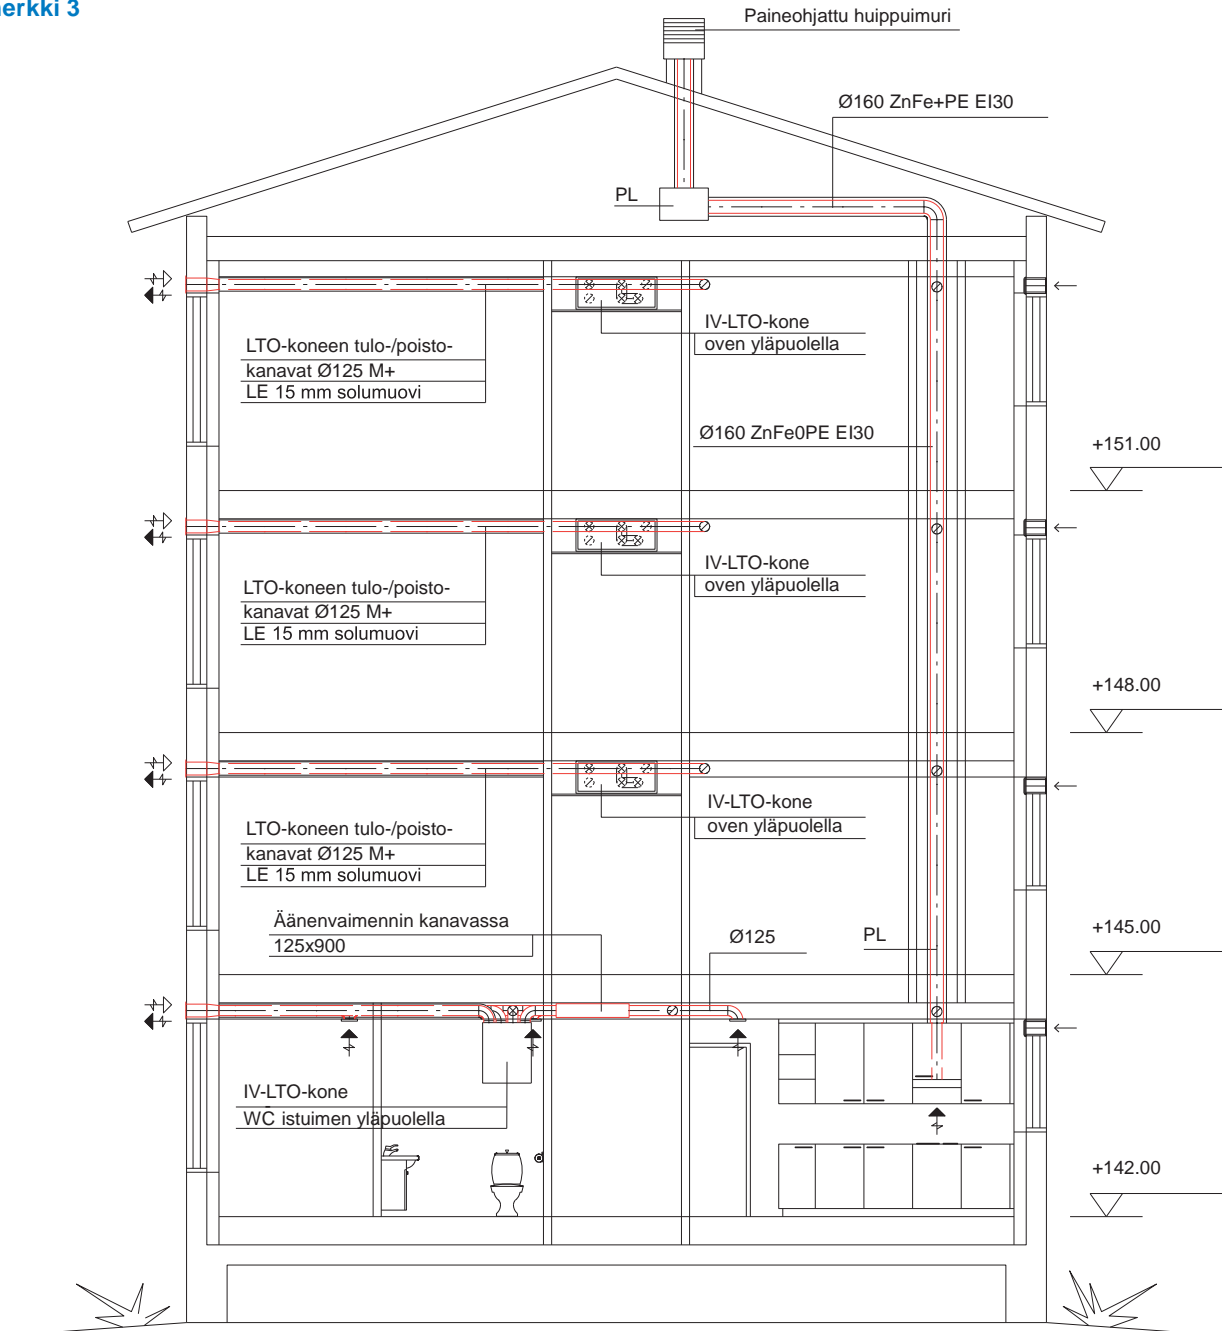 erkki 3
Paineohjattu huippuimuri
Ø160 ZnFe+PE EI30
PL
IV-LTO-kone
oven yläpuolella
LTO-koneen tulo-/poisto-
kanavat Ø125 M+
LE 15 mm solumuovi
Ø160 ZnFe0PE EI30
+151.00
IV-LTO-kone
oven yläpuolella
LTO-koneen tulo-/poisto-
kanavat Ø125 M+
LE 15 mm solumuovi
+148.00
IV-LTO-kone
oven yläpuolella
LTO-koneen tulo-/poisto-
kanavat Ø125 M+
LE 15 mm solumuovi
Äänenvaimennin kanavassa
125x900
Ø125
PL
+145.00
IV-LTO-kone
WC istuimen yläpuolella
+142.00